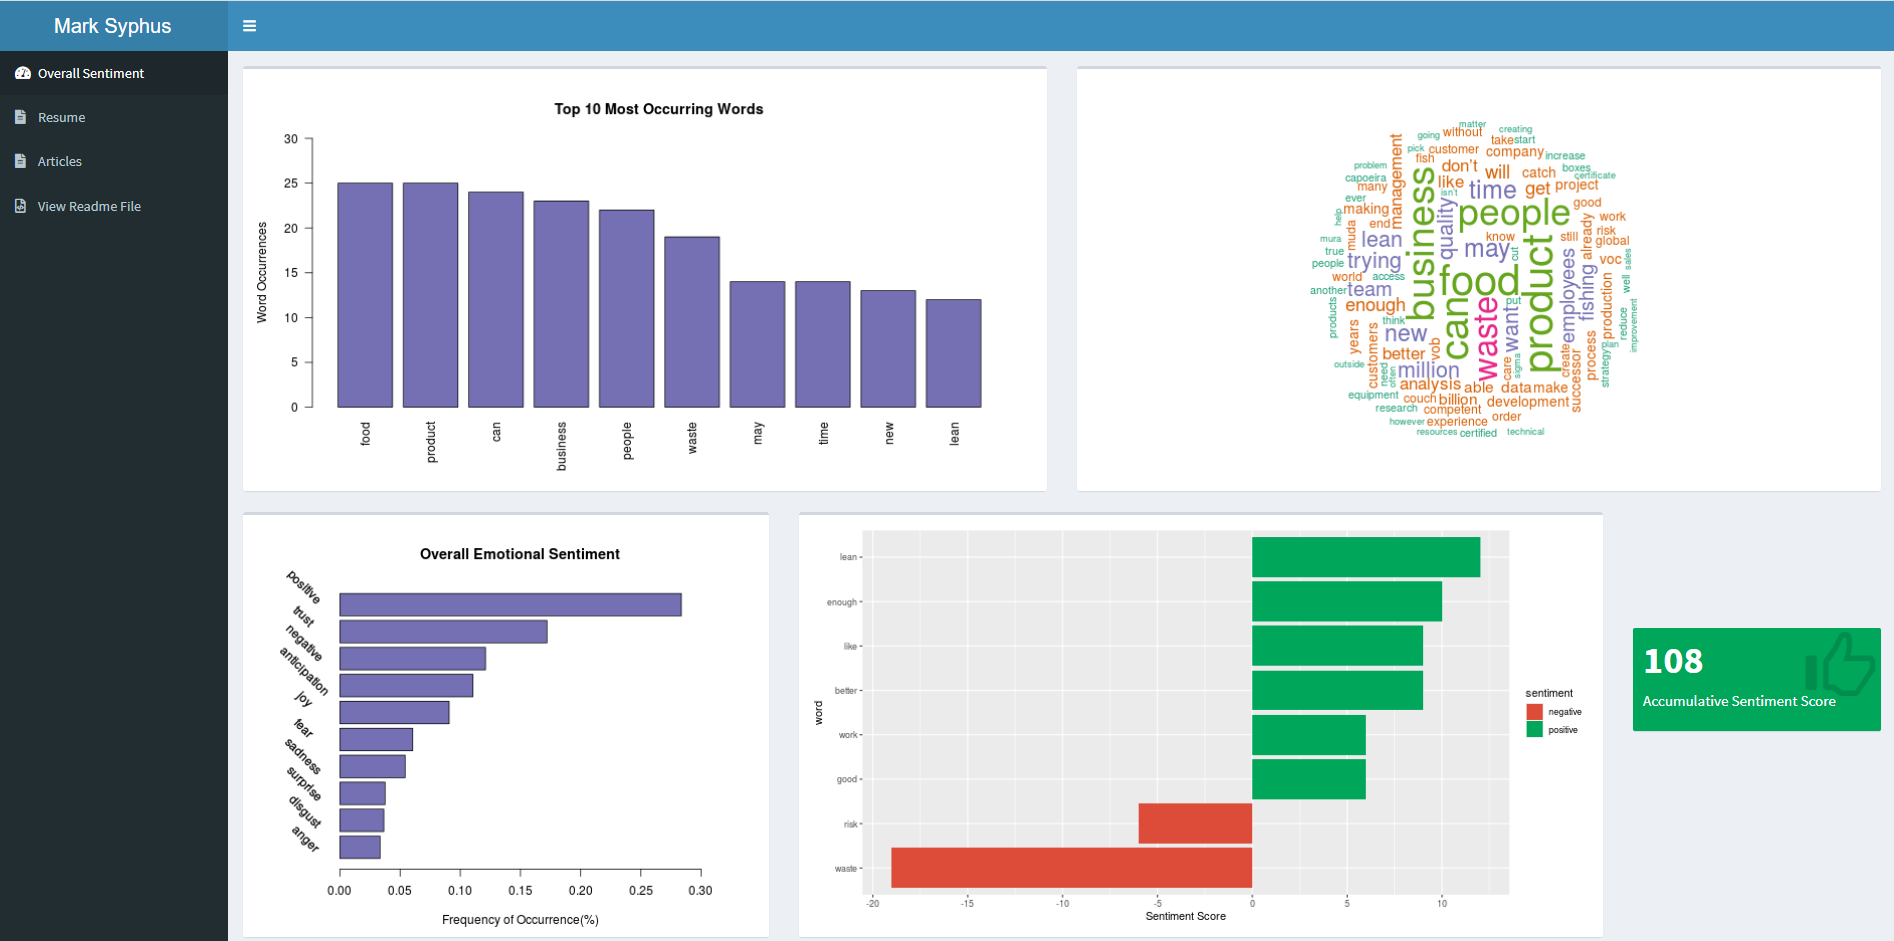 Mark Syphus
Overall Sentiment
Resume
Articles
View Readme File
Top 10 Most Occurring Words
Word Occurrences
30
25
20
15
10
5
0
food
product
can
business
people
waste
may
time
new
lean
matter
going
without
creating
take
start
pick
customer
company
increase
problem
fish
don't
will
catch
boxes
certificate
capoeira
many
management
like
isn't
time
get
project
ever
making
business
quality
people
good
help
end
work
muda
mura
lean
know
still
already
risk
global
true
may
cut
people
trying
voc
sales
world
access
food
product
employees
fishing
well
another
team
can
waste
put
want
production
products
enough
think
reduce
improvement
years
new
vob
customers
better
process
plan
outside
need
often
million
care
sigma
create
successor
strategy
analysis
able
data
make
equipment
couch
billion
development
research
competent
order
however
experience
resources
certified
technical
Overall Emotional Sentiment
positive
trust
negative
anticipation
joy
fear
sadness
surprise
disgust
anger
0.00 0.05 0.10 0.15 0.20 0.25 0.30
Frequency of Occurrence(%)
word
lean
enough
like
better
work
good
risk
waste
-20 -15 -10 -5 0 5 10
Sentiment Score
sentiment
negative
positive
108
Accumulative Sentiment Score